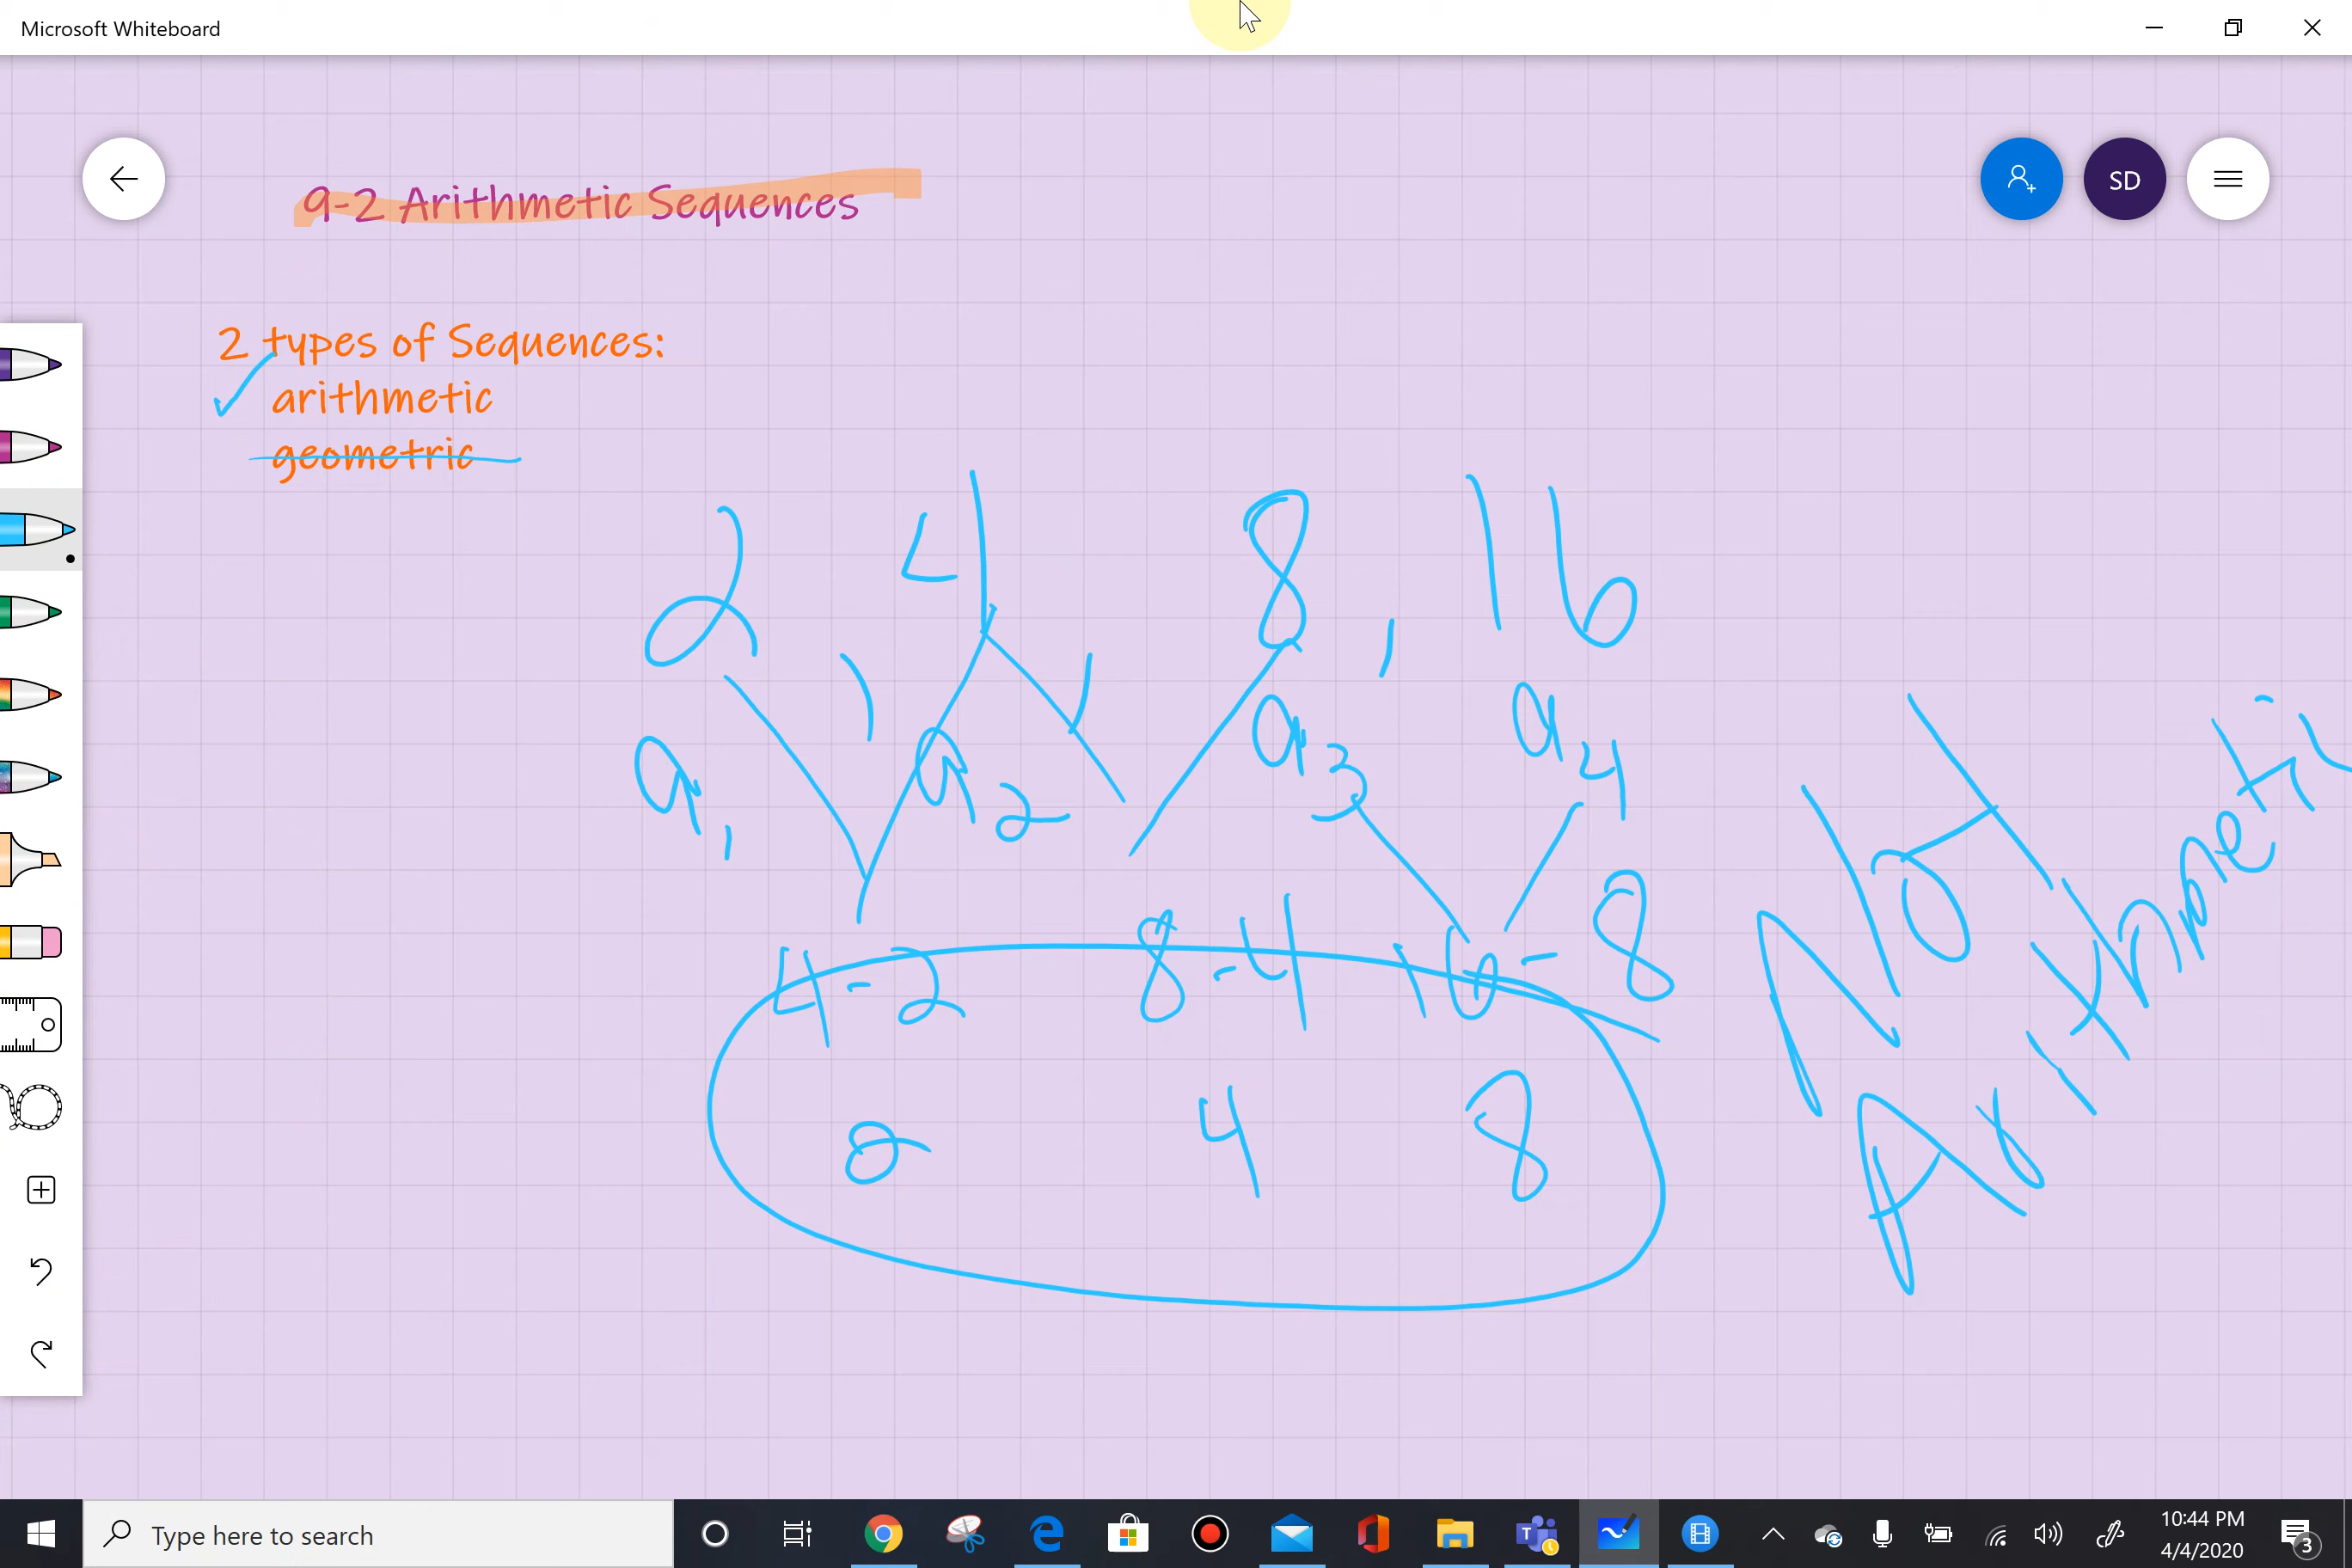 Microsoft Whiteboard
SD
9-2 Arithmetic Sequences
2 types of Sequences:
arithmetic
geometric
2, 4, 8, 16
a1 a2 a3 a4
4-2 8-4 16-8
2 4 8
Not
Arithmetic
Type here to search
10:44 PM
4/4/2020
3